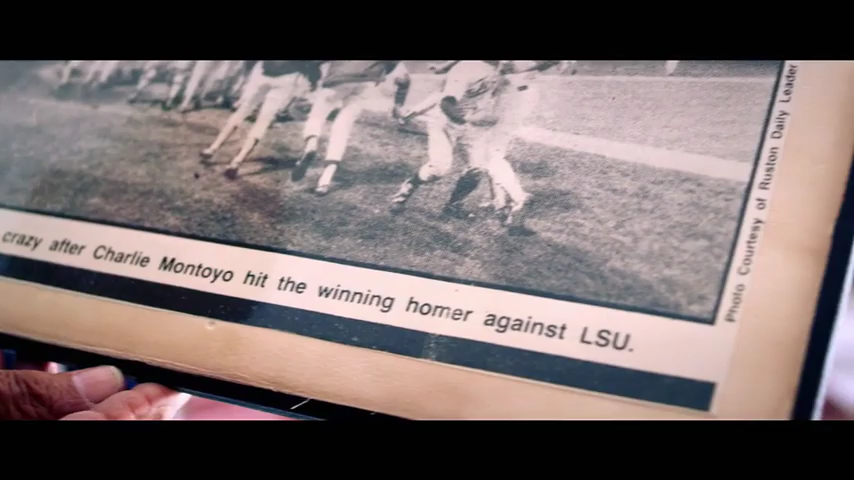 crazy after Charlie Montoyo hit the winning homer against LSU.
Photo Courtesy of Ruston Daily Leader